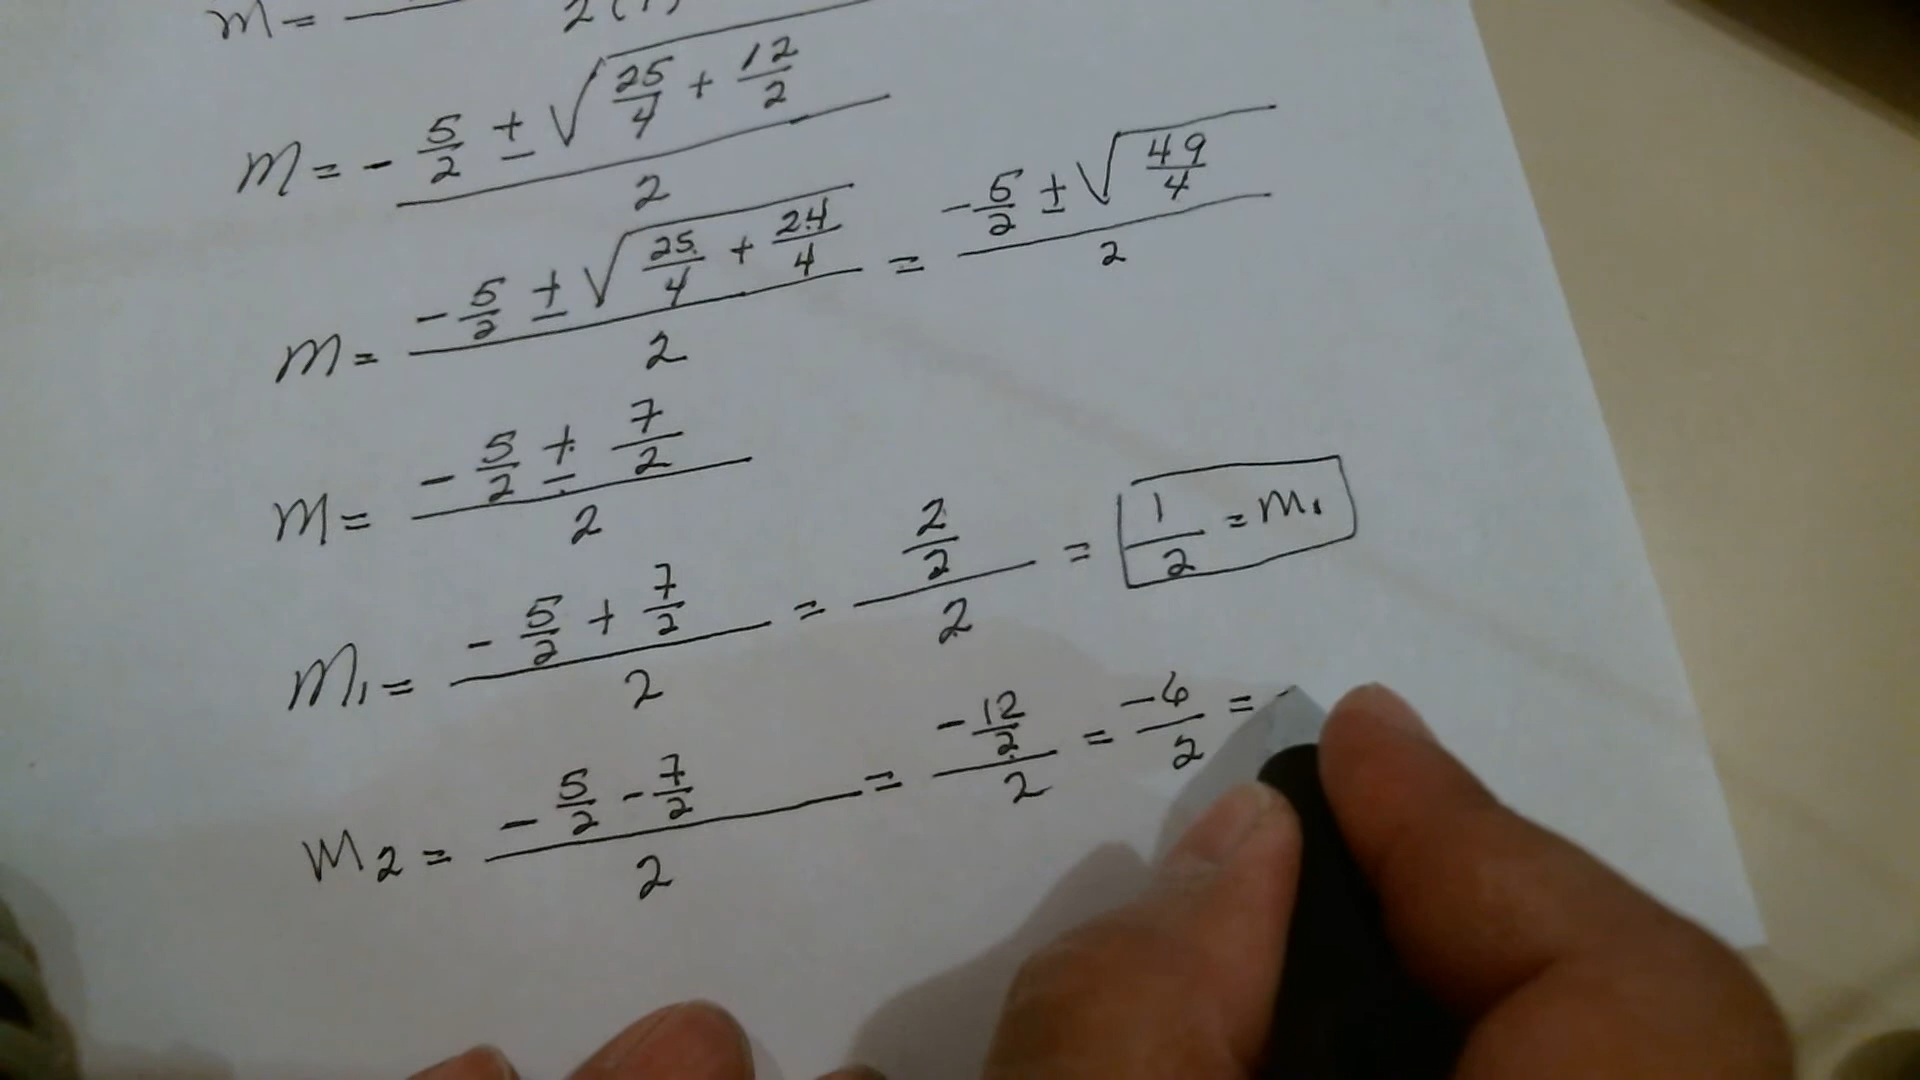 m = 2(1)
m = - 5/2 ± √(25/4 + 12/2) / 2
m = - 5/2 ± √(25/4 + 24/4) / 2 = - 5/2 ± √(49/4) / 2
m = - 5/2 ± 7/2 / 2
m₁ = - 5/2 + 7/2 / 2 = 2/2 / 2 = 1/2 = m₁
m₂ = - 5/2 - 7/2 / 2 = - 12/2 / 2 = -6/2 = -